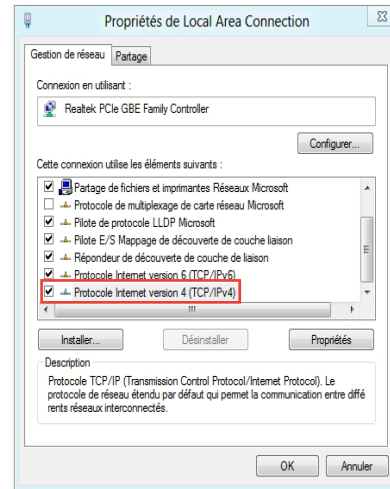 Propriétés de Local Area Connection
Gestion de réseau Partage
Connexion en utilisant :
Realtek PCIe GBE Family Controller
Configurer...
Cette connexion utilise les éléments suivants :
Partage de fichiers et imprimantes Réseaux Microsoft
Protocole de multiplexage de carte réseau Microsoft
Pilote de protocole LLDP Microsoft
Pilote E/S Mappage de découverte de couche liaison
Répondeur de découverte de couche de liaison
Protocole Internet version 6 (TCP/IPv6)
Protocole Internet version 4 (TCP/IPv4)
Installer... Désinstaller Propriétés
Description
Protocole TCP/IP (Transmission Control Protocol/Internet Protocol). Le
protocole de réseau étendu par défaut qui permet la communication entre diffé
rents réseaux interconnectés.
OK Annuler